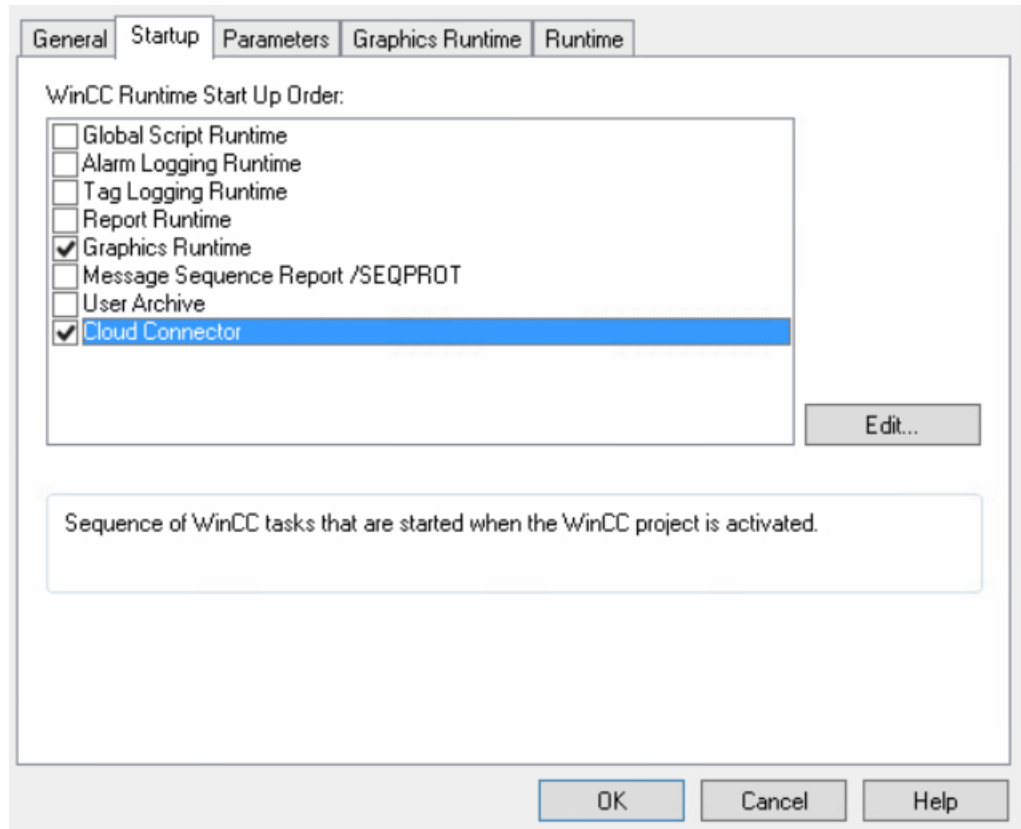 General Startup Parameters Graphics Runtime Runtime
WinCC Runtime Start Up Order:
Global Script Runtime
Alarm Logging Runtime
Tag Logging Runtime
Report Runtime
Graphics Runtime
Message Sequence Report /SEQPROT
User Archive
Cloud Connector
Edit...
Sequence of WinCC tasks that are started when the WinCC project is activated.
OK Cancel Help